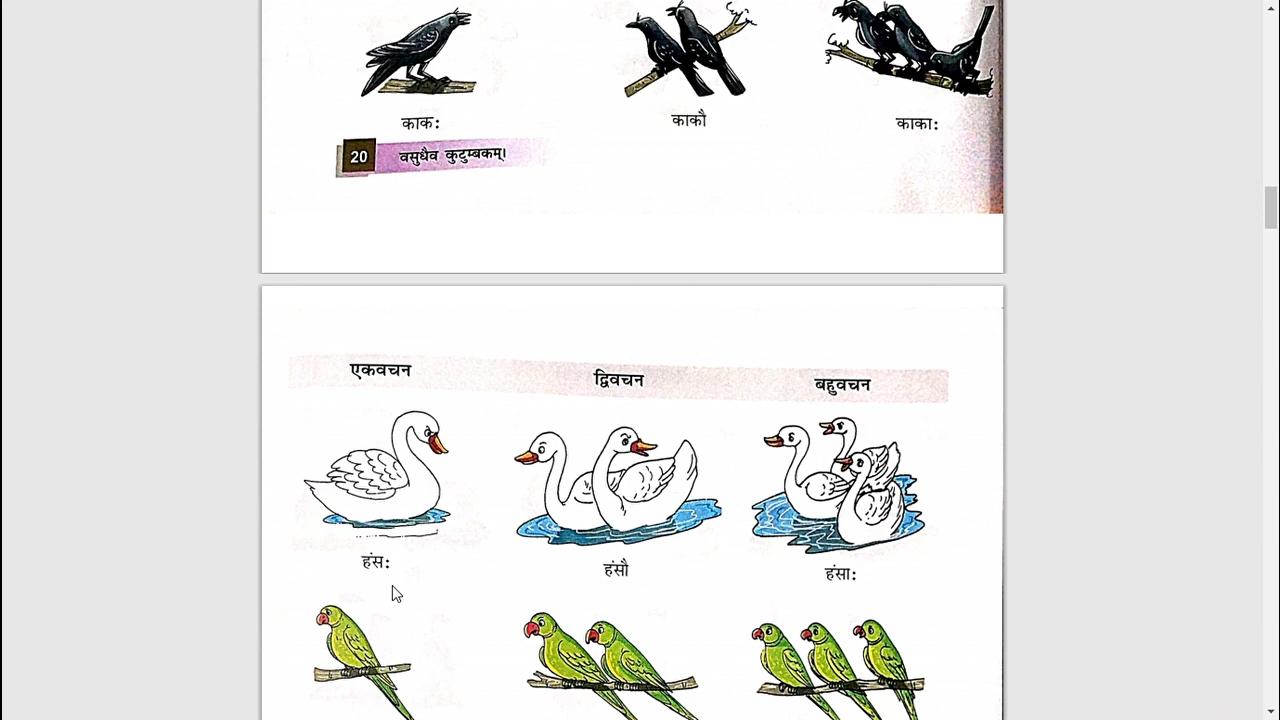 काकः काकौ काकाः
20 वसुधैव कुटुम्बकम्।
एकवचन द्विवचन बहुवचन
हंसः हंसौ हंसाः